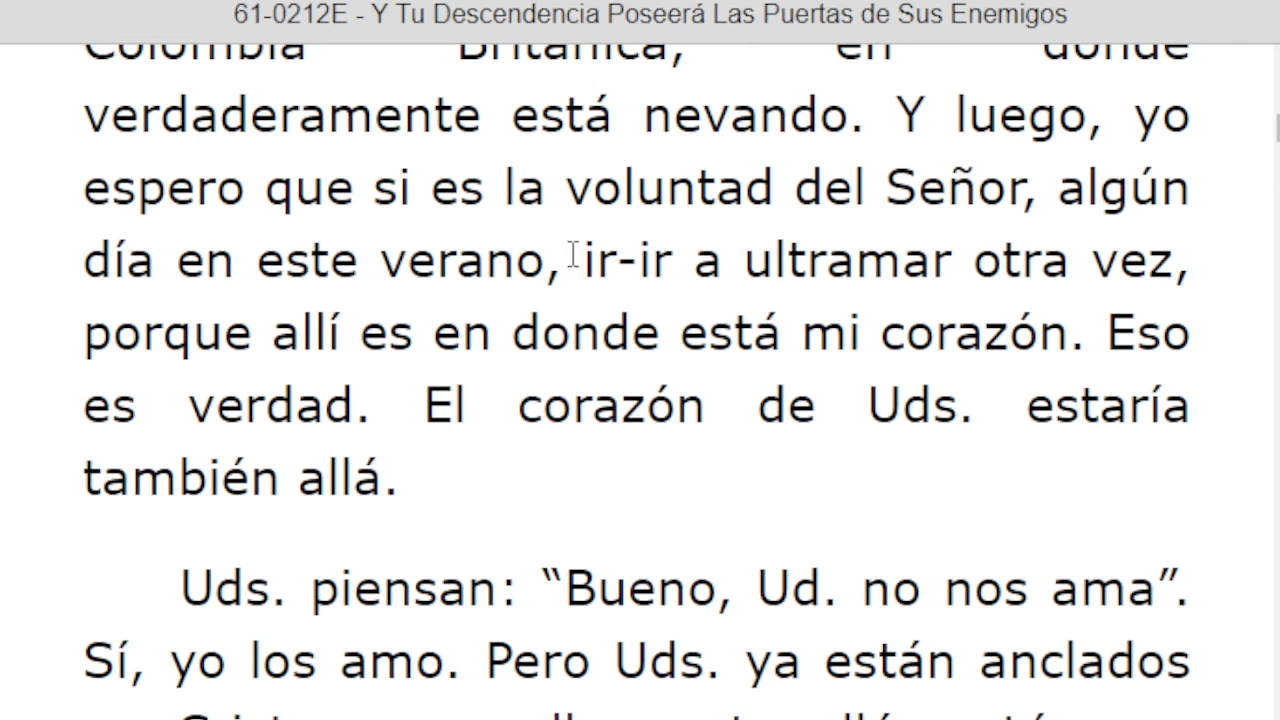 61-0212E - Y Tu Descendencia Poseerá Las Puertas de Sus Enemigos
Colombia Británica, en donde
verdaderamente está nevando. Y luego, yo
espero que si es la voluntad del Señor, algún
día en este verano, ir-ir a ultramar otra vez,
porque allí es en donde está mi corazón. Eso
es verdad. El corazón de Uds. estaría
también allá.
Uds. piensan: “Bueno, Ud. no nos ama”.
Sí, yo los amo. Pero Uds. ya están anclados